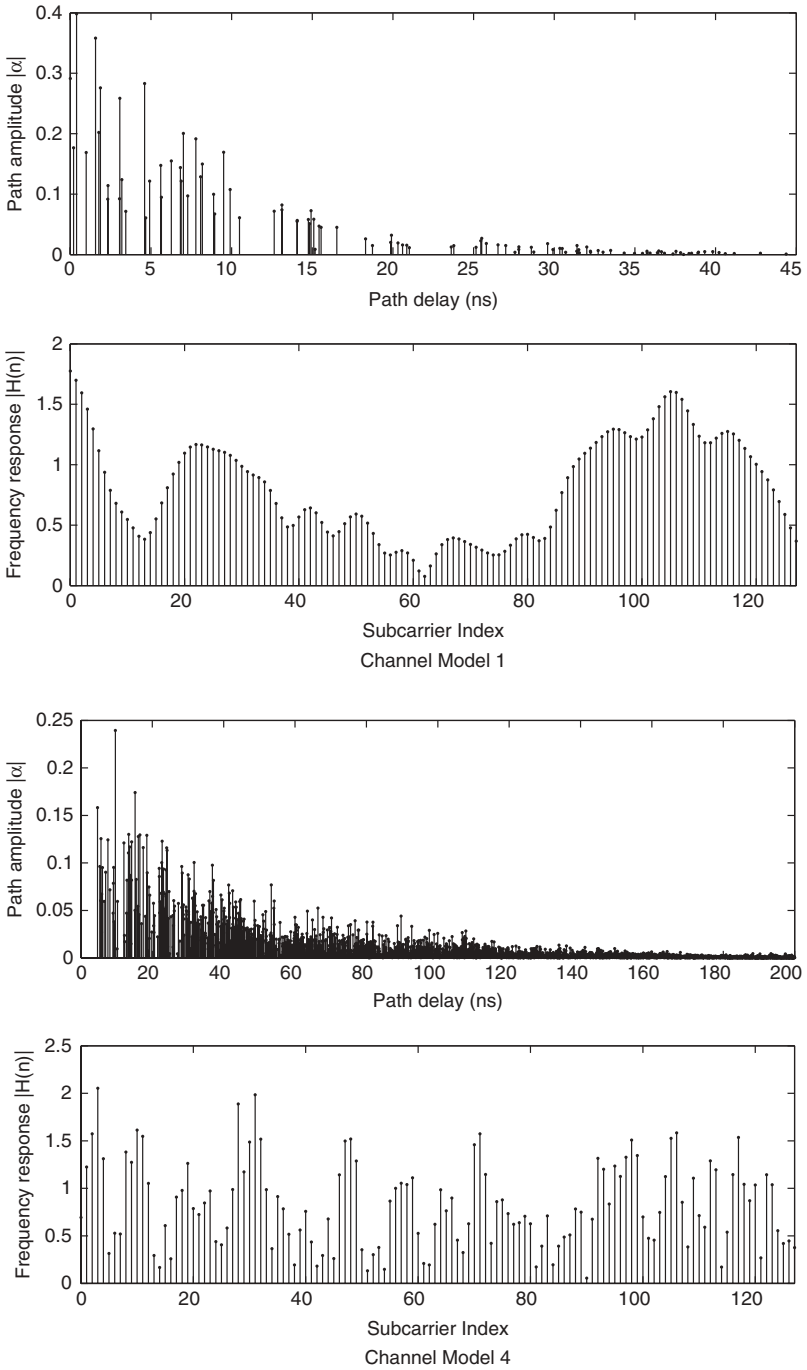 0.4
0.3
0.2
0.1
0
Path amplitude |α|
0 5 10 15 20 25 30 35 40 45
Path delay (ns)
2
1.5
1
0.5
0
Frequency response |H(n)|
0 20 40 60 80 100 120
Subcarrier Index
Channel Model 1
0.25
0.2
0.15
0.1
0.05
0
Path amplitude |α|
0 20 40 60 80 100 120 140 160 180 200
Path delay (ns)
2.5
2
1.5
1
0.5
0
Frequency response |H(n)|
0 20 40 60 80 100 120
Subcarrier Index
Channel Model 4